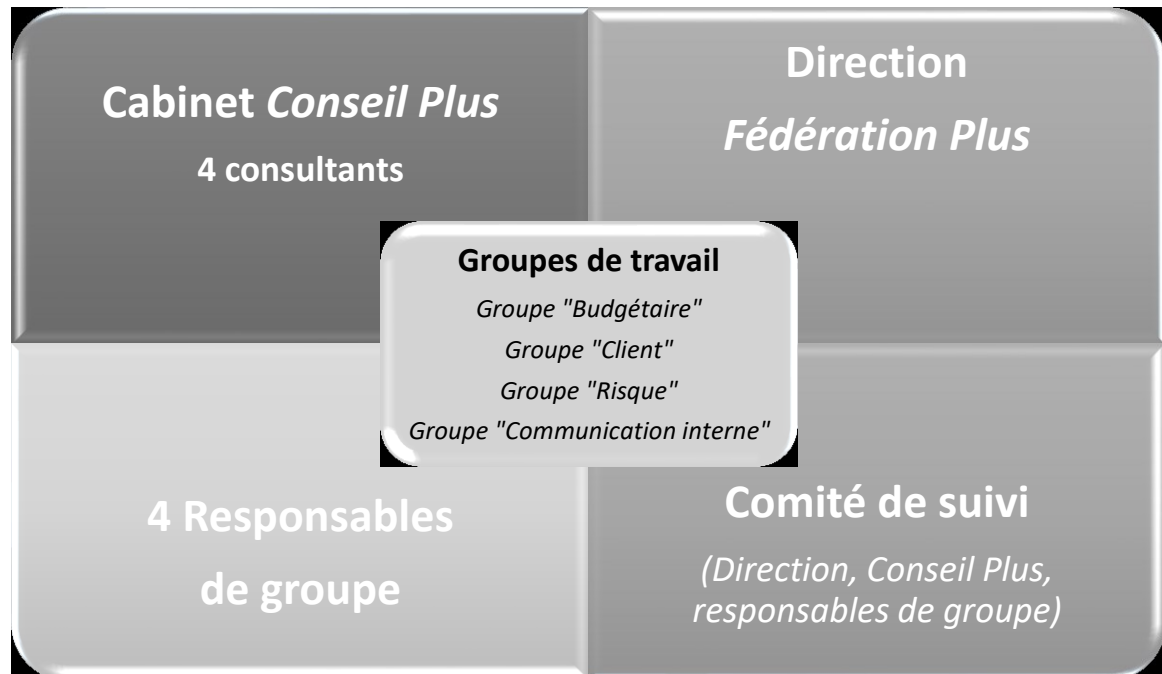 Cabinet Conseil Plus
4 consultants
Direction
Fédération Plus
Groupes de travail
Groupe "Budgétaire"
Groupe "Client"
Groupe "Risque"
Groupe "Communication interne"
4 Responsables
de groupe
Comité de suivi
(Direction, Conseil Plus,
responsables de groupe)